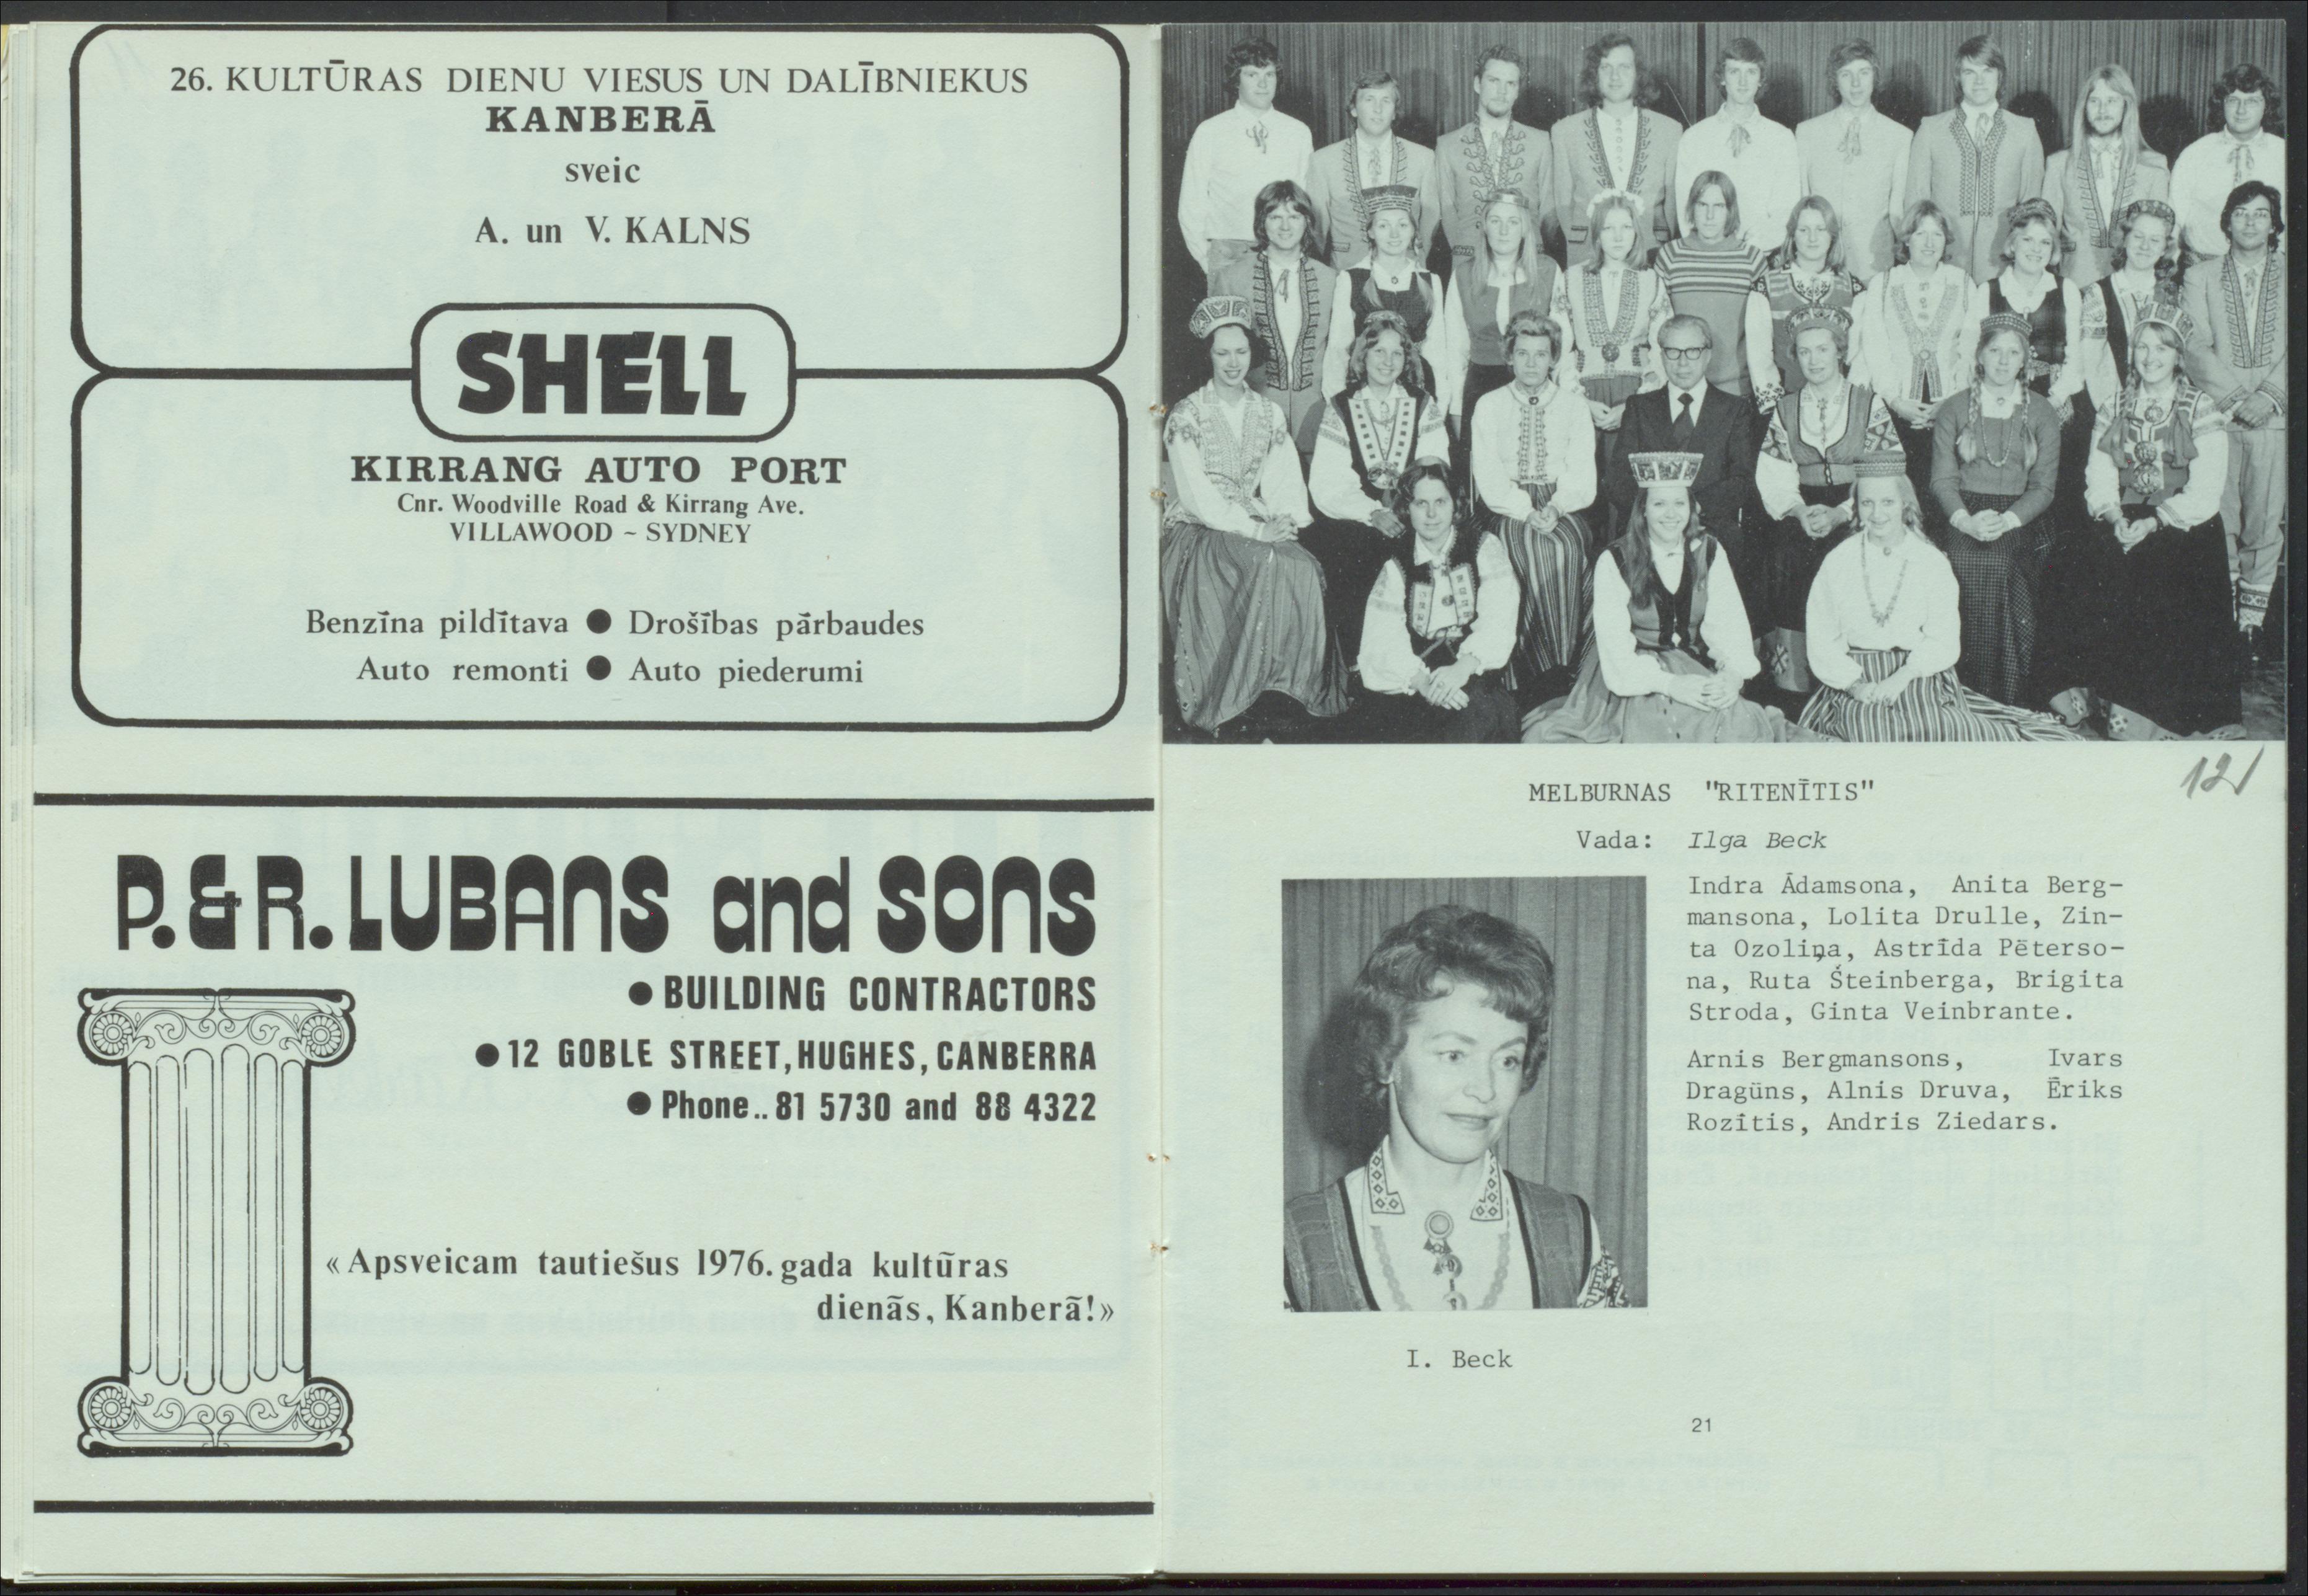 26. KULTŪRAS DIENU VIESUS UN DALĪBNIEKUS
KANBERĀ
sveic
A. un V. KALNS
SHELL
KIRRANG AUTO PORT
Cnr. Woodville Road & Kirrang Ave.
VILLAWOOD ~ SYDNEY
Benzīna pildītava ● Drošības pārbaudes
Auto remonti ● Auto piederumi
P. & R. LUBANS and SONS
● BUILDING CONTRACTORS
● 12 GOBLE STREET, HUGHES, CANBERRA
● Phone.. 81 5730 and 88 4322
« Apsveicam tautiešus 1976. gada kultūras
dienās, Kanberā! »
MELBURNAS "RITENĪTIS"
12
Vada: Ilga Beck
Indra Ādamsona, Anita Berg-
mansona, Lolita Drulle, Zin-
ta Ozoliņa, Astrīda Pēterso-
na, Ruta Šteinberga, Brigita
Stroda, Ginta Veinbrante.
Arnis Bergmansons, Ivars
Dragūns, Alnis Druva, Ēriks
Rozītis, Andris Ziedars.
I. Beck
21